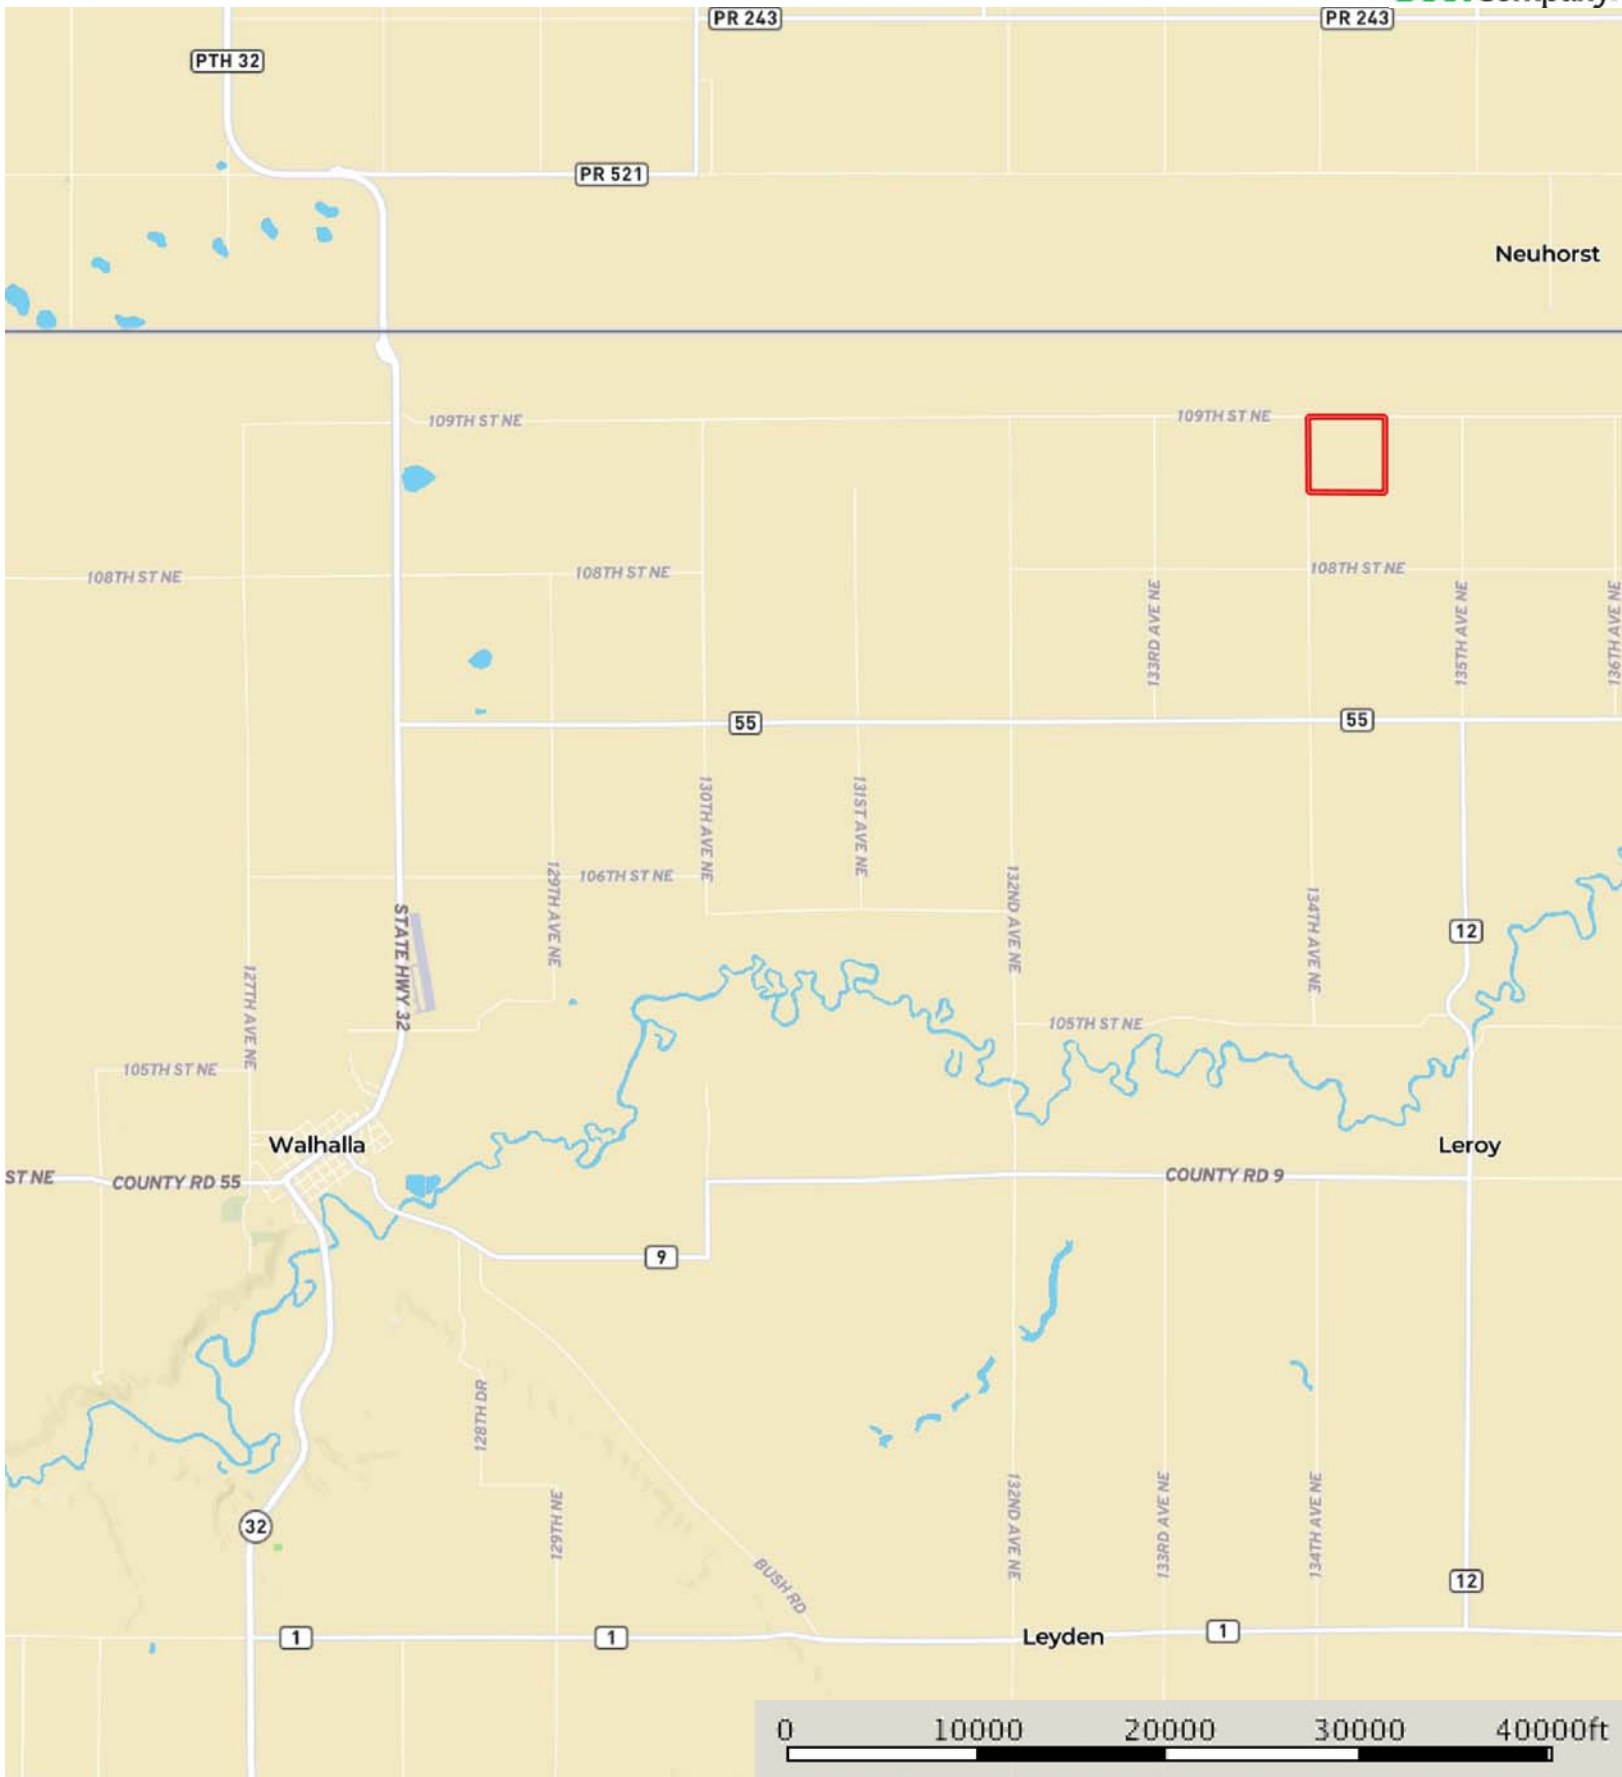 PR 243
PR 243
PTH 32
PR 521
Neuhorst
109TH ST NE
109TH ST NE
108TH ST NE
108TH ST NE
108TH ST NE
133RD AVE NE
135TH AVE NE
136TH AVE NE
55
55
130TH AVE NE
131ST AVE NE
106TH ST NE
129TH AVE NE
132ND AVE NE
134TH AVE NE
STATE HWY 32
12
127TH AVE NE
105TH ST NE
105TH ST NE
Walhalla
Leroy
ST NE
COUNTY RD 55
COUNTY RD 9
9
128TH DR
129TH NE
132ND AVE NE
133RD AVE NE
134TH AVE NE
32
BUSH RD
12
1
1
Leyden
1
0 10000 20000 30000 40000ft